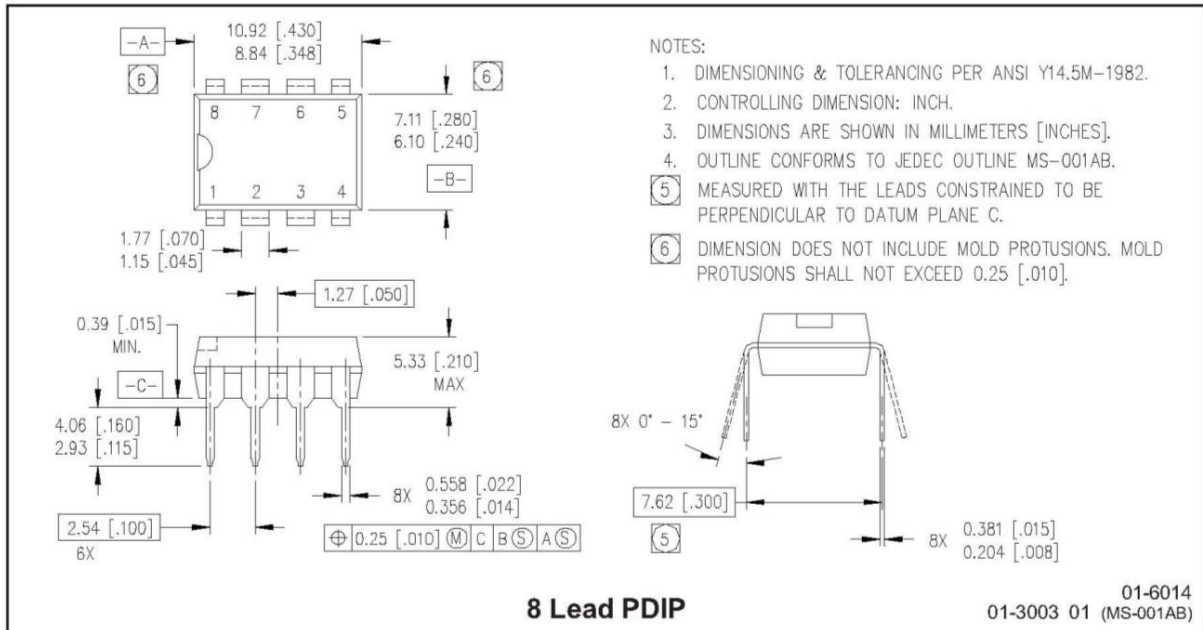 -A-
10.92 [.430]
8.84 [.348]
6
6
8 7 6 5
1 2 3 4
7.11 [.280]
6.10 [.240]
-B-
1.77 [.070]
1.15 [.045]
1.27 [.050]
0.39 [.015]
MIN.
-C-
5.33 [.210]
MAX
4.06 [.160]
2.93 [.115]
2.54 [.100]
6X
8X 0.558 [.022]
0.356 [.014]
⌖ 0.25 [.010] Ⓜ C B Ⓢ A Ⓢ
NOTES:
1. DIMENSIONING & TOLERANCING PER ANSI Y14.5M-1982.
2. CONTROLLING DIMENSION: INCH.
3. DIMENSIONS ARE SHOWN IN MILLIMETERS [INCHES].
4. OUTLINE CONFORMS TO JEDEC OUTLINE MS-001AB.
5 MEASURED WITH THE LEADS CONSTRAINED TO BE
PERPENDICULAR TO DATUM PLANE C.
6 DIMENSION DOES NOT INCLUDE MOLD PROTUSIONS. MOLD
PROTUSIONS SHALL NOT EXCEED 0.25 [.010].
8X 0° - 15°
7.62 [.300]
5
8X 0.381 [.015]
0.204 [.008]
8 Lead PDIP
01-6014
01-3003 01 (MS-001AB)